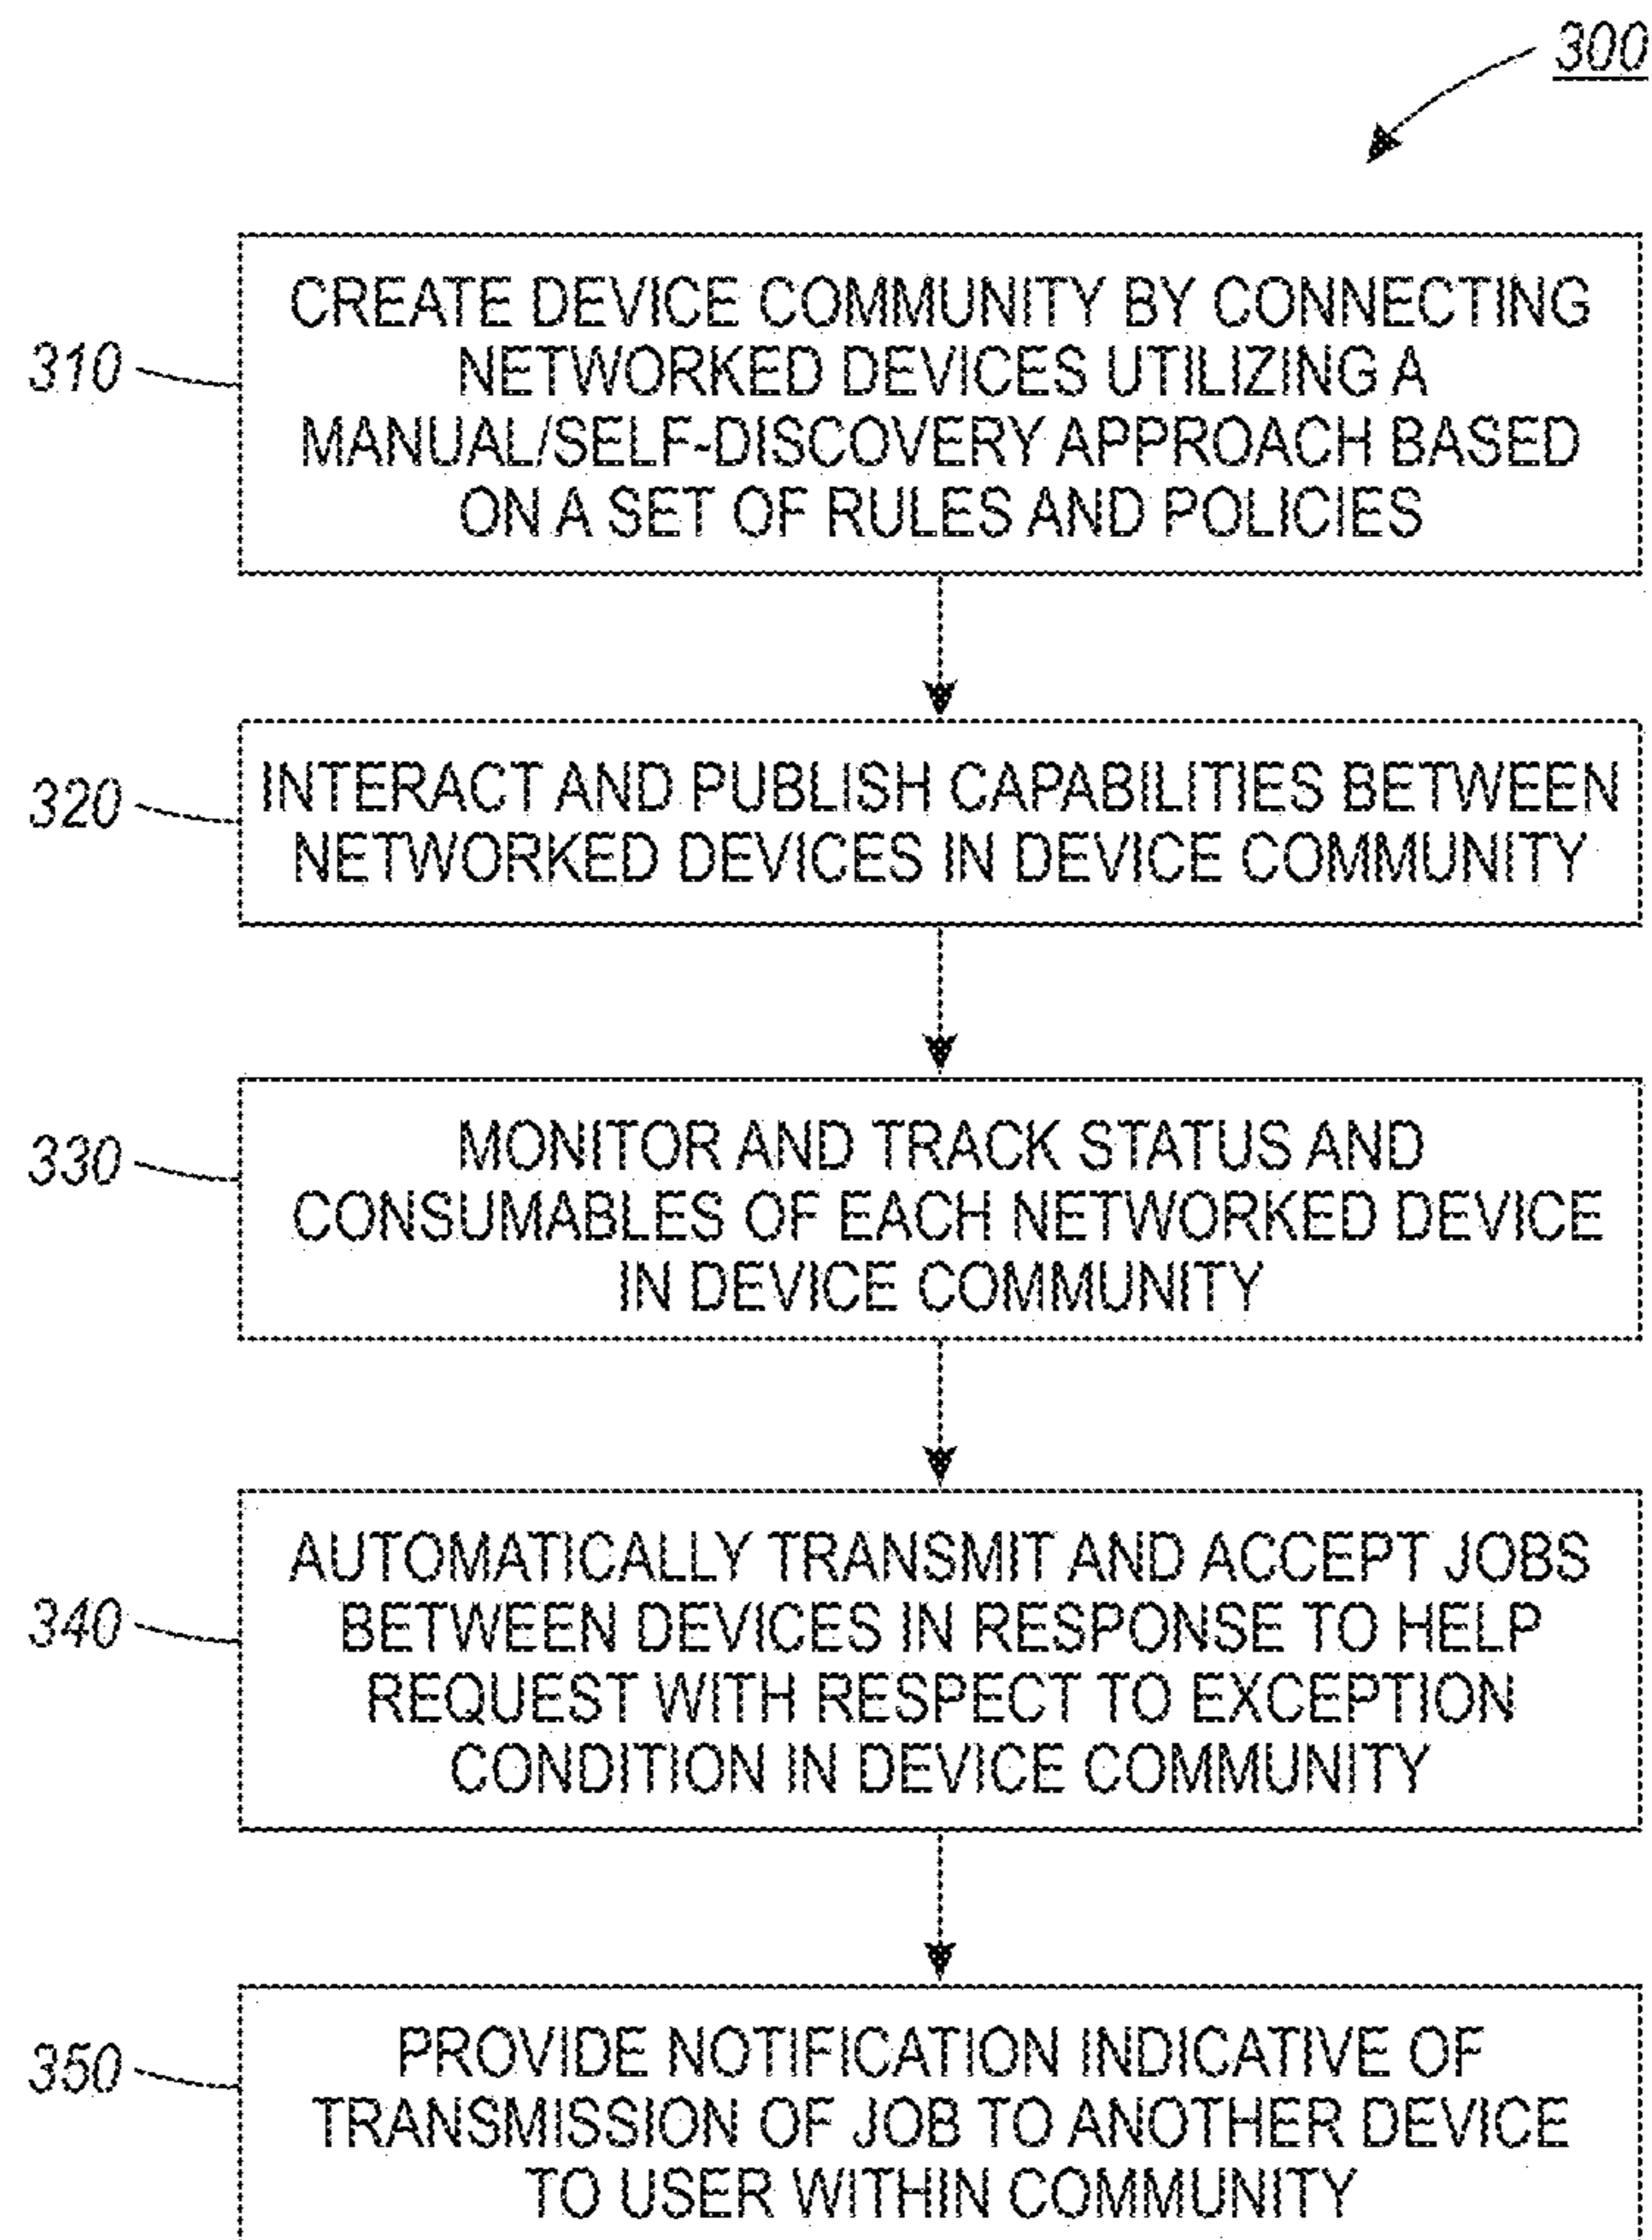 300
310
CREATE DEVICE COMMUNITY BY CONNECTING
NETWORKED DEVICES UTILIZING A
MANUAL/SELF-DISCOVERY APPROACH BASED
ON A SET OF RULES AND POLICIES
320
INTERACT AND PUBLISH CAPABILITIES BETWEEN
NETWORKED DEVICES IN DEVICE COMMUNITY
330
MONITOR AND TRACK STATUS AND
CONSUMABLES OF EACH NETWORKED DEVICE
IN DEVICE COMMUNITY
340
AUTOMATICALLY TRANSMIT AND ACCEPT JOBS
BETWEEN DEVICES IN RESPONSE TO HELP
REQUEST WITH RESPECT TO EXCEPTION
CONDITION IN DEVICE COMMUNITY
350
PROVIDE NOTIFICATION INDICATIVE OF
TRANSMISSION OF JOB TO ANOTHER DEVICE
TO USER WITHIN COMMUNITY